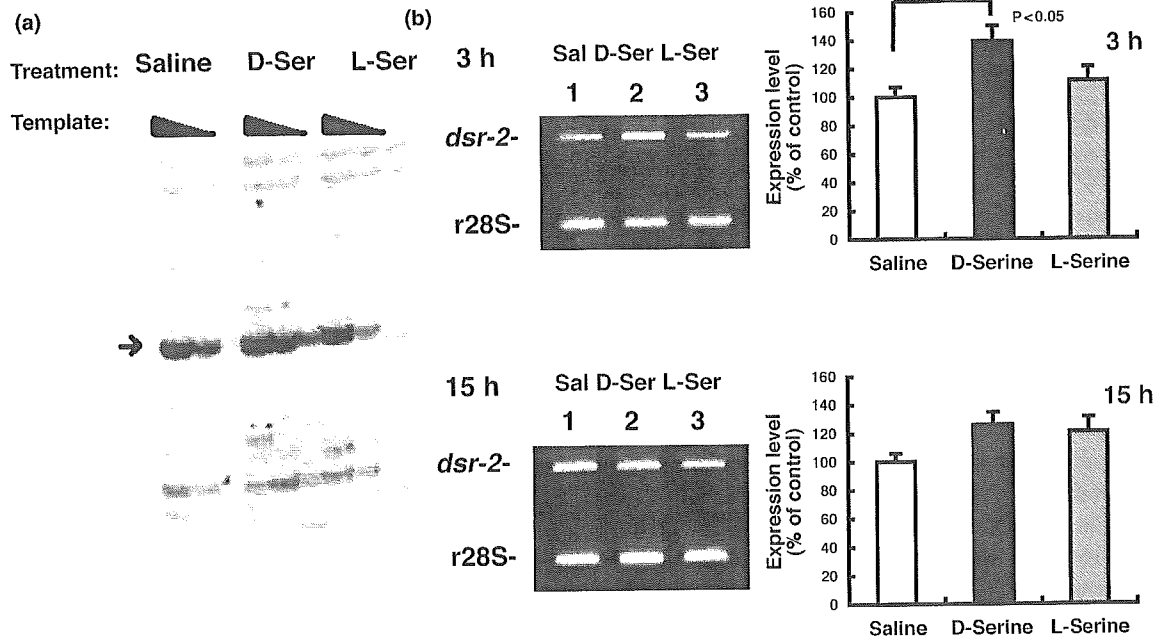 (a)
Treatment: Saline D-Ser L-Ser
Template:
(b)
3 h
Sal D-Ser L-Ser
1 2 3
dsr-2-
r28S-
Expression level
(% of control)
160
140
120
100
80
60
40
20
0
P<0.05
3 h
Saline D-Serine L-Serine
15 h
Sal D-Ser L-Ser
1 2 3
dsr-2-
r28S-
Expression level
(% of control)
160
140
120
100
80
60
40
20
0
15 h
Saline D-Serine L-Serine